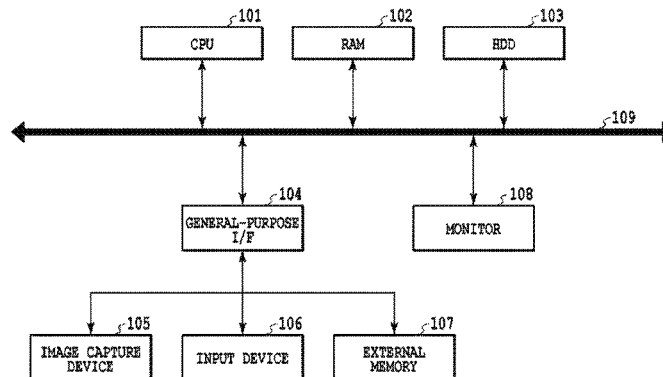 101
102
103
CPU
RAM
HDD
109
104
108
GENERAL-PURPOSE
I/F
MONITOR
105
106
107
IMAGE CAPTURE
DEVICE
INPUT DEVICE
EXTERNAL
MEMORY